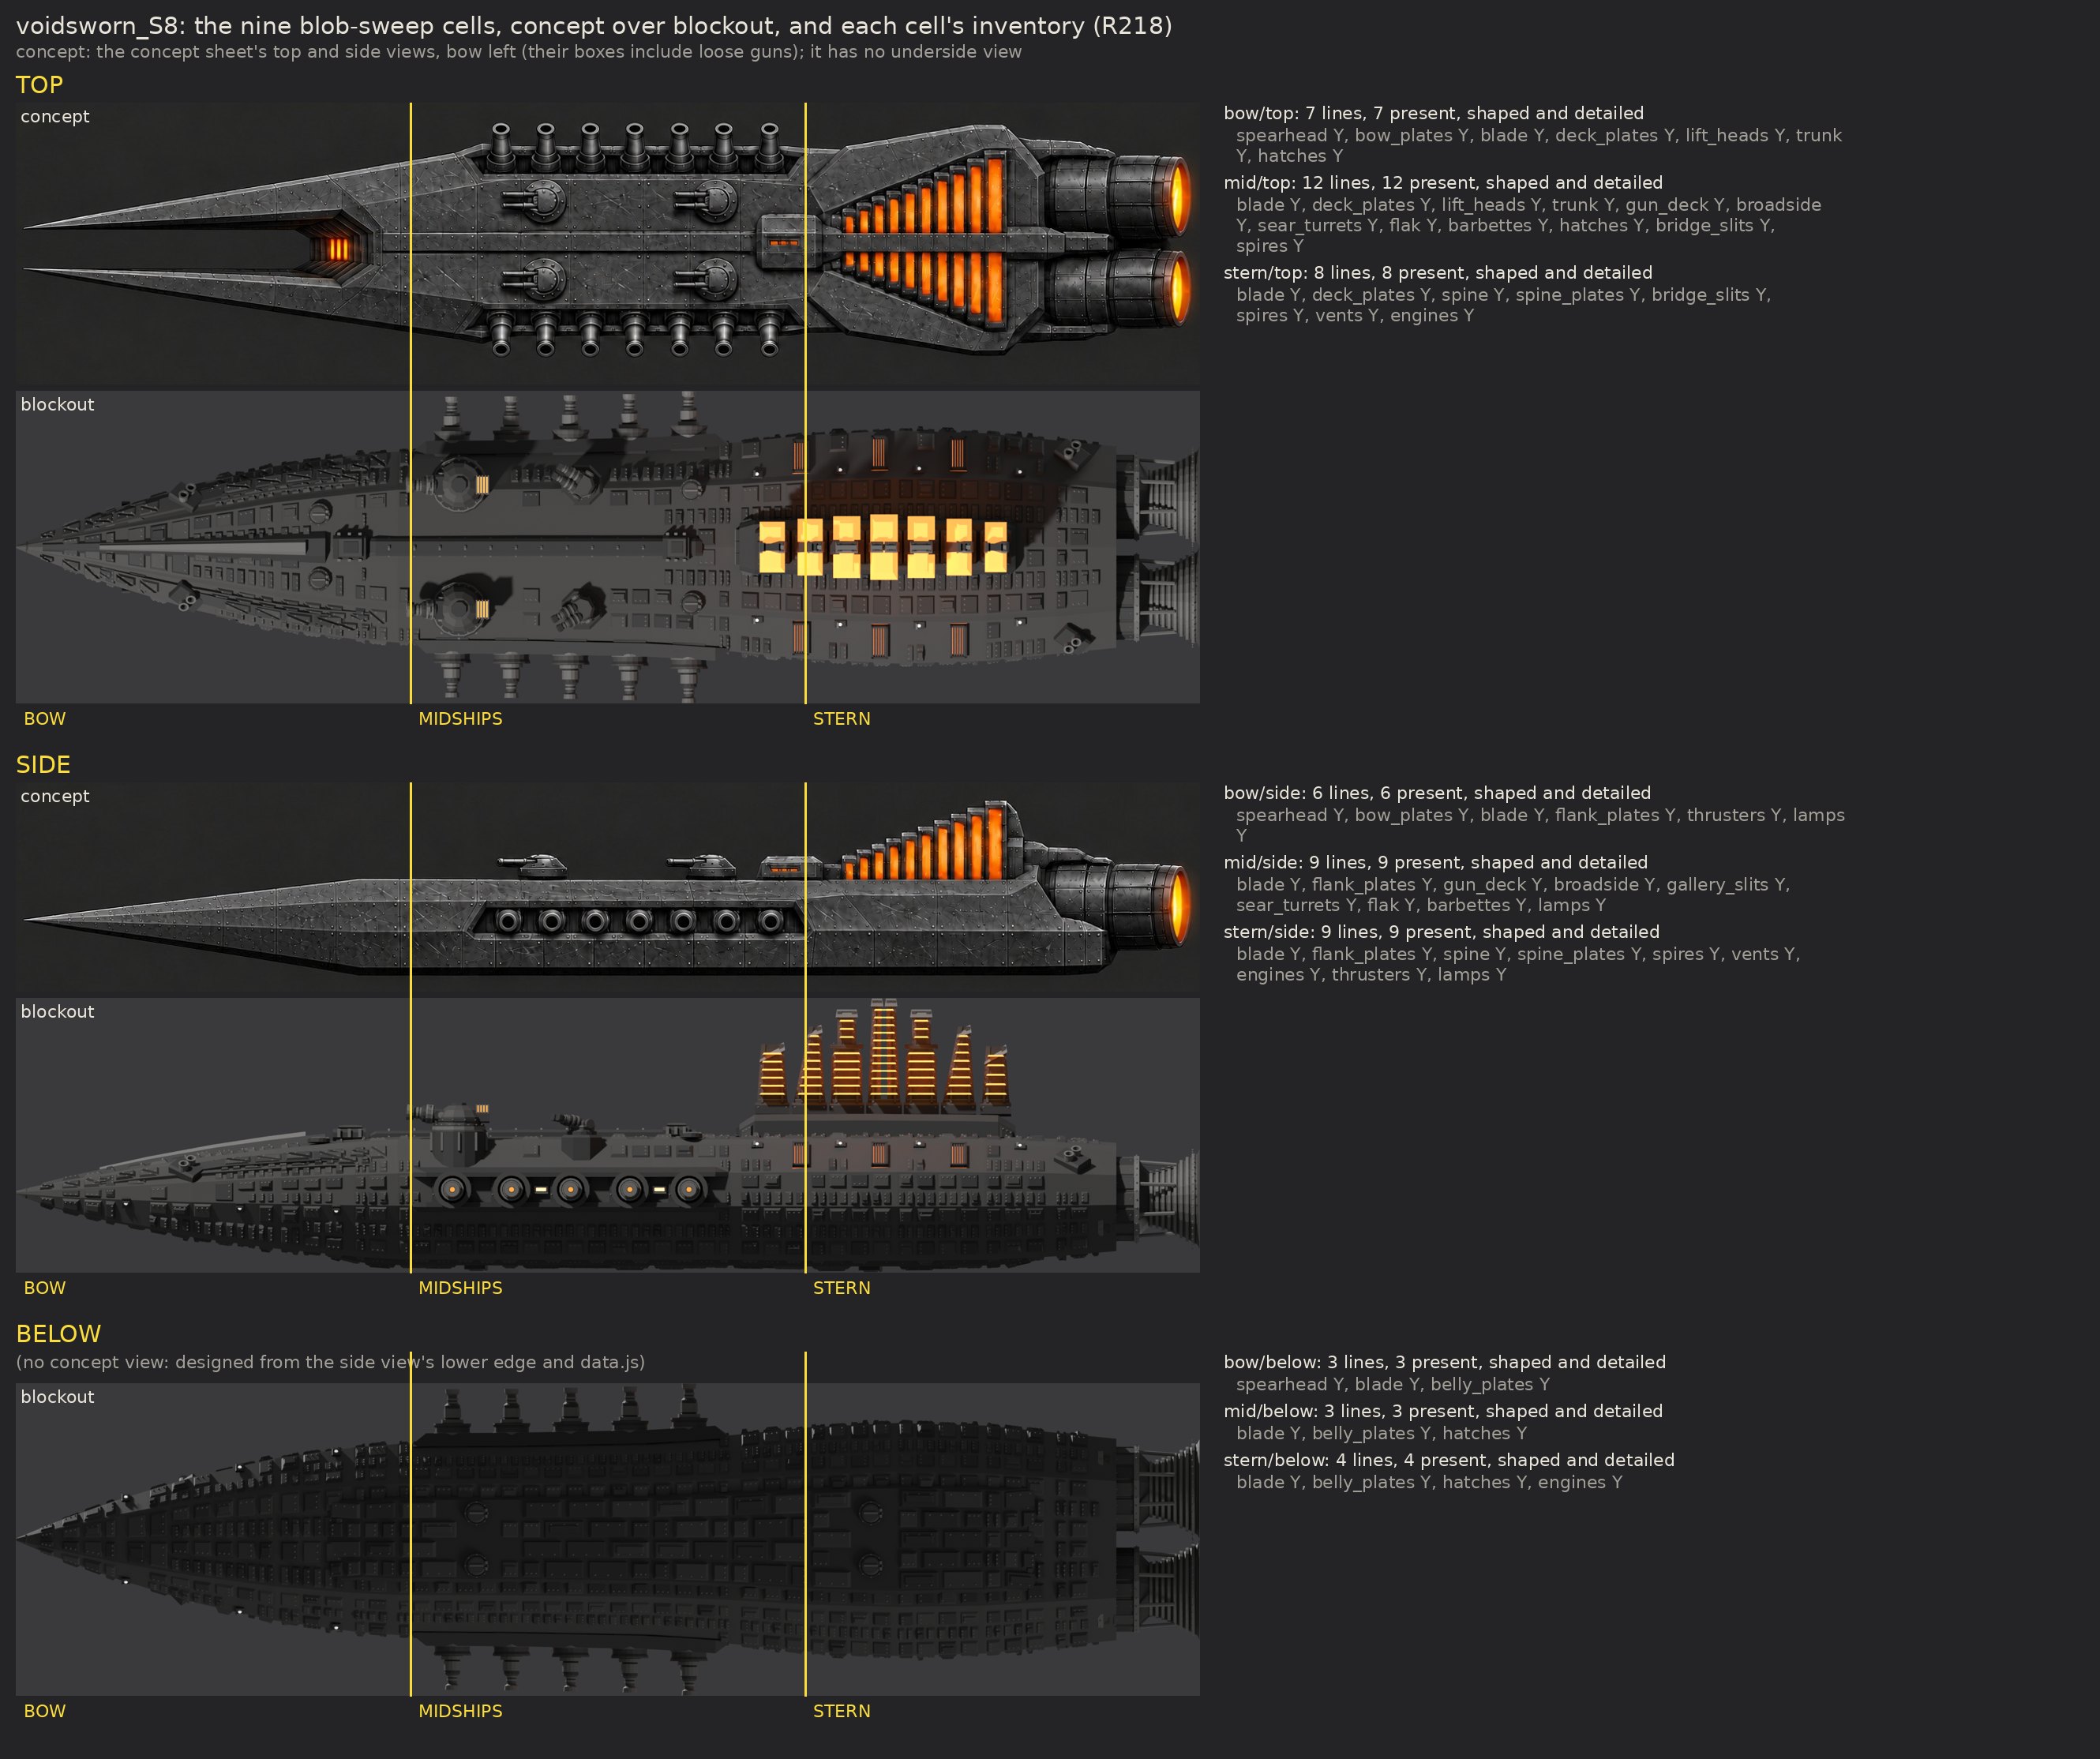 voidsworn_S8: the nine blob-sweep cells, concept over blockout, and each cell's inventory (R218)
concept: the concept sheet's top and side views, bow left (their boxes include loose guns); it has no underside view
TOP
concept
bow/top: 7 lines, 7 present, shaped and detailed
spearhead Y, bow_plates Y, blade Y, deck_plates Y, lift_heads Y, trunk
Y, hatches Y
mid/top: 12 lines, 12 present, shaped and detailed
blade Y, deck_plates Y, lift_heads Y, trunk Y, gun_deck Y, broadside
Y, sear_turrets Y, flak Y, barbettes Y, hatches Y, bridge_slits Y,
spires Y
stern/top: 8 lines, 8 present, shaped and detailed
blade Y, deck_plates Y, spine Y, spine_plates Y, bridge_slits Y,
spires Y, vents Y, engines Y
blockout
BOW
MIDSHIPS
STERN
SIDE
concept
bow/side: 6 lines, 6 present, shaped and detailed
spearhead Y, bow_plates Y, blade Y, flank_plates Y, thrusters Y, lamps
Y
mid/side: 9 lines, 9 present, shaped and detailed
blade Y, flank_plates Y, gun_deck Y, broadside Y, gallery_slits Y,
sear_turrets Y, flak Y, barbettes Y, lamps Y
stern/side: 9 lines, 9 present, shaped and detailed
blade Y, flank_plates Y, spine Y, spine_plates Y, spires Y, vents Y,
engines Y, thrusters Y, lamps Y
blockout
BOW
MIDSHIPS
STERN
BELOW
(no concept view: designed from the side view's lower edge and data.js)
blockout
bow/below: 3 lines, 3 present, shaped and detailed
spearhead Y, blade Y, belly_plates Y
mid/below: 3 lines, 3 present, shaped and detailed
blade Y, belly_plates Y, hatches Y
stern/below: 4 lines, 4 present, shaped and detailed
blade Y, belly_plates Y, hatches Y, engines Y
BOW
MIDSHIPS
STERN